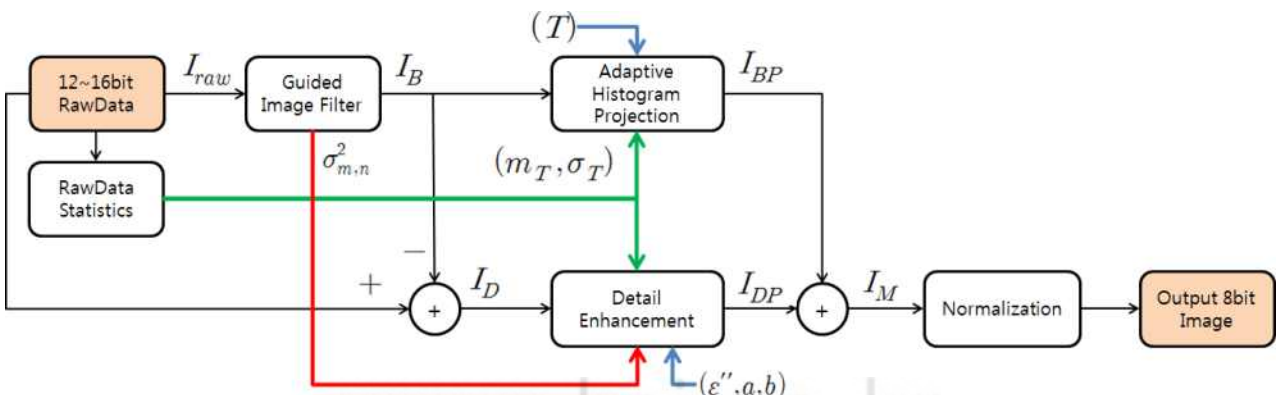 (T)
12~16bit
RawData
I_raw
Guided
Image Filter
I_B
Adaptive
Histogram
Projection
I_BP
σ²_m,n
(m_T, σ_T)
RawData
Statistics
−
+
+
I_D
Detail
Enhancement
I_DP
+
I_M
Normalization
Output 8bit
Image
(ε'', a, b)